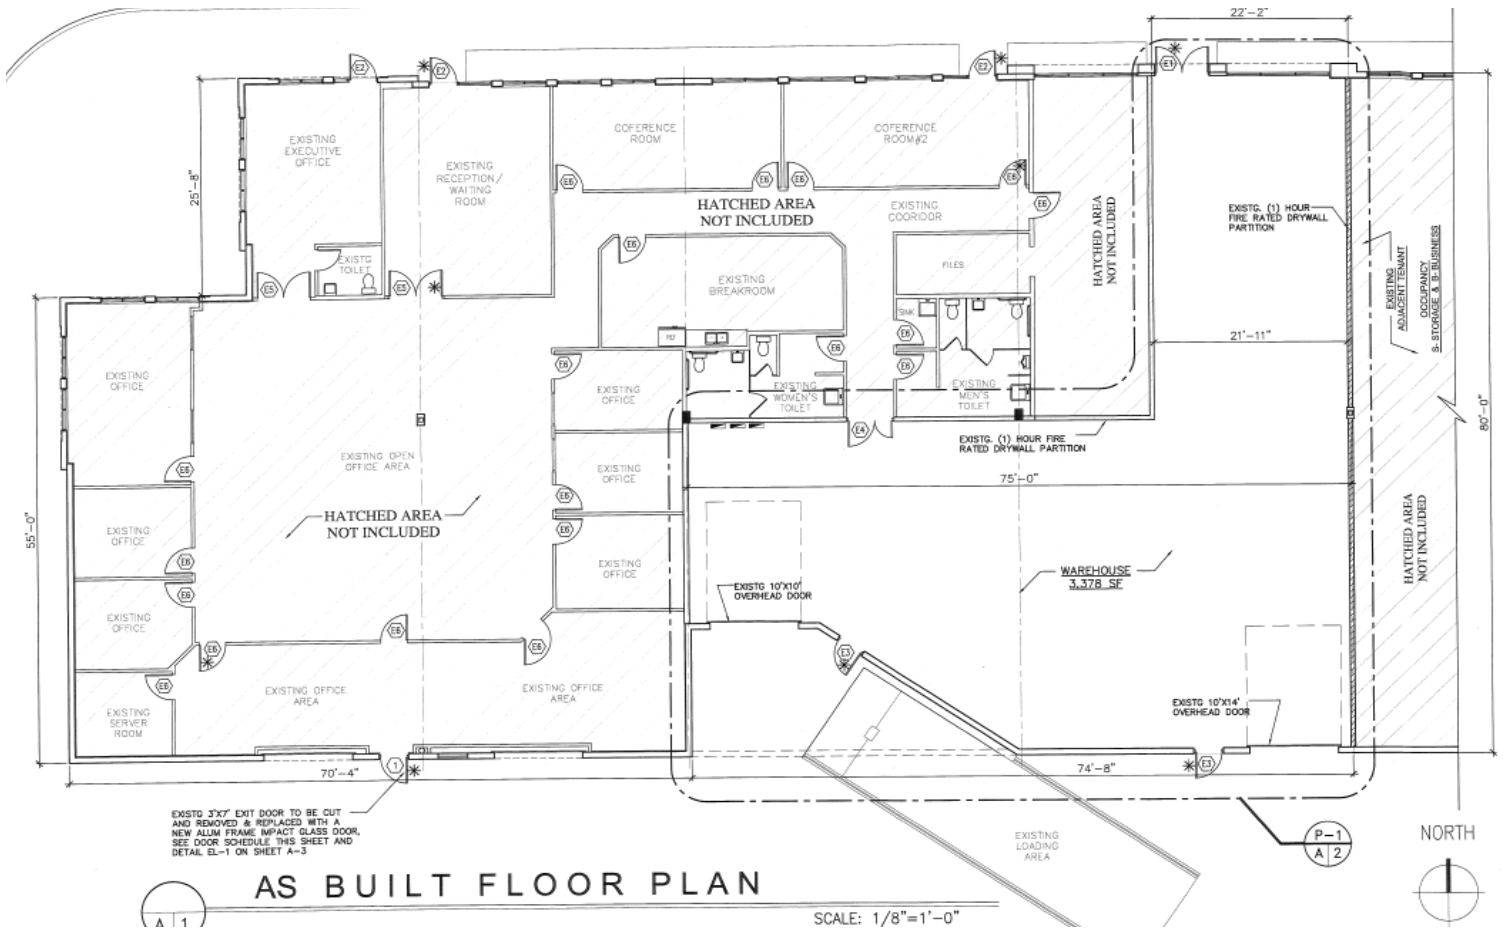 22'-2"
E2
E2
E2
E1
EXISTING
EXECUTIVE
OFFICE
COFERENCE
ROOM
COFERENCE
ROOM#2
EXISTING
RECEPTION/
WAITING
ROOM
25'-8"
E6
E6
E6
E6
E6
HATCHED AREA
NOT INCLUDED
EXISTING
COORIDOR
HATCHED AREA
NOT INCLUDED
EXISTG. (1) HOUR
FIRE RATED DRYWALL
PARTITION
E6
EXISTG
TOILET
E5
E3
EXISTING
BREAKROOM
FILES
EXISTING
ADJACENT TENANT
OCCUPANCY
S- STORAGE & B- BUSINESS
SINK
E6
E6
E6
E6
21'-11"
EXISTING
OFFICE
EXISTING
OFFICE
EXISTING
WOMEN'S
TOILET
EXISTING
MEN'S
TOILET
80'-0"
E4
EXISTG. (1) HOUR FIRE
RATED DRYWALL PARTITION
EXISTING OPEN
OFFICE AREA
E6
EXISTING
OFFICE
75'-0"
E6
HATCHED AREA
NOT INCLUDED
E6
HATCHED AREA
NOT INCLUDED
55'-0"
EXISTING
OFFICE
E6
EXISTING
OFFICE
WAREHOUSE
3,378 SF
E6
EXISTG 10'X10'
OVERHEAD DOOR
EXISTING
OFFICE
E6
E6
E6
E3
EXISTING OFFICE
AREA
EXISTING OFFICE
AREA
E6
EXISTING
SERVER
ROOM
EXISTG 10'X14'
OVERHEAD DOOR
1
E3
70'-4"
74'-8"
EXISTG 3'X7' EXIT DOOR TO BE CUT
AND REMOVED & REPLACED WITH A
NEW ALUM FRAME IMPACT GLASS DOOR,
SEE DOOR SCHEDULE THIS SHEET AND
DETAIL EL-1 ON SHEET A-3
EXISTING
LOADING
AREA
P-1
A 2
NORTH
AS BUILT FLOOR PLAN
A 1
SCALE: 1/8"=1'-0"